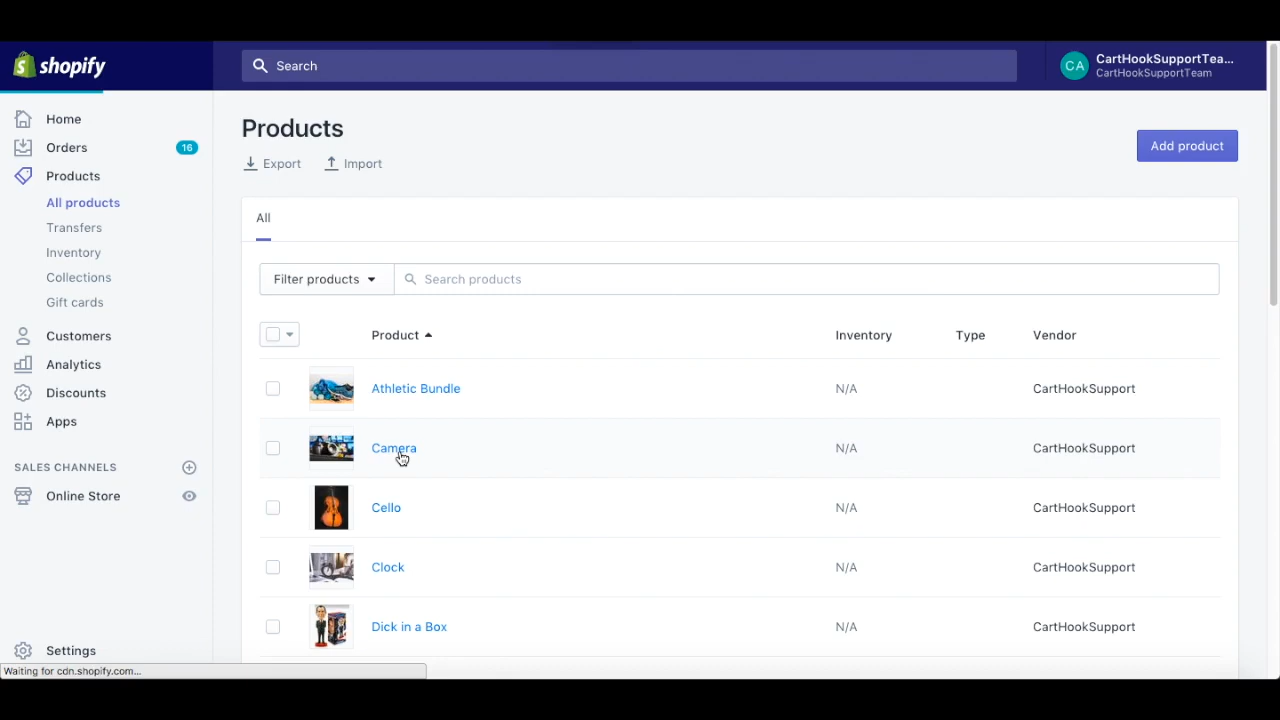 shopify
Search
CA
CartHookSupportTea...
CartHookSupportTeam
Home
Orders
16
Products
All products
Transfers
Inventory
Collections
Gift cards
Customers
Analytics
Discounts
Apps
SALES CHANNELS
Online Store
Settings
Waiting for cdn.shopify.com...
Products
Export
Import
Add product
All
Filter products
Search products
Product
Inventory
Type
Vendor
Athletic Bundle
N/A
CartHookSupport
Camera
N/A
CartHookSupport
Cello
N/A
CartHookSupport
Clock
N/A
CartHookSupport
Dick in a Box
N/A
CartHookSupport